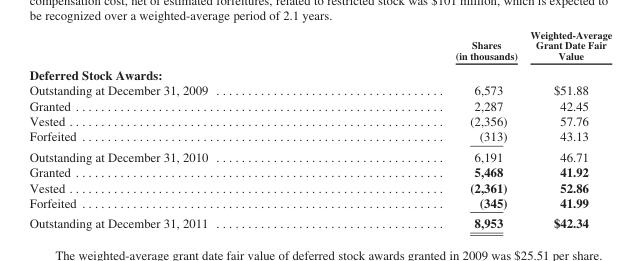 compensation cost, net of estimated forfeitures, related to restricted stock was $101 million, which is expected to
be recognized over a weighted-average period of 2.1 years.
Shares (in thousands) Weighted-Average Grant Date Fair Value
Deferred Stock Awards:
Outstanding at December 31, 2009 6,573 $51.88
Granted 2,287 42.45
Vested (2,356) 57.76
Forfeited (313) 43.13
Outstanding at December 31, 2010 6,191 46.71
Granted 5,468 41.92
Vested (2,361) 52.86
Forfeited (345) 41.99
Outstanding at December 31, 2011 8,953 $42.34
The weighted-average grant date fair value of deferred stock awards granted in 2009 was $25.51 per share.